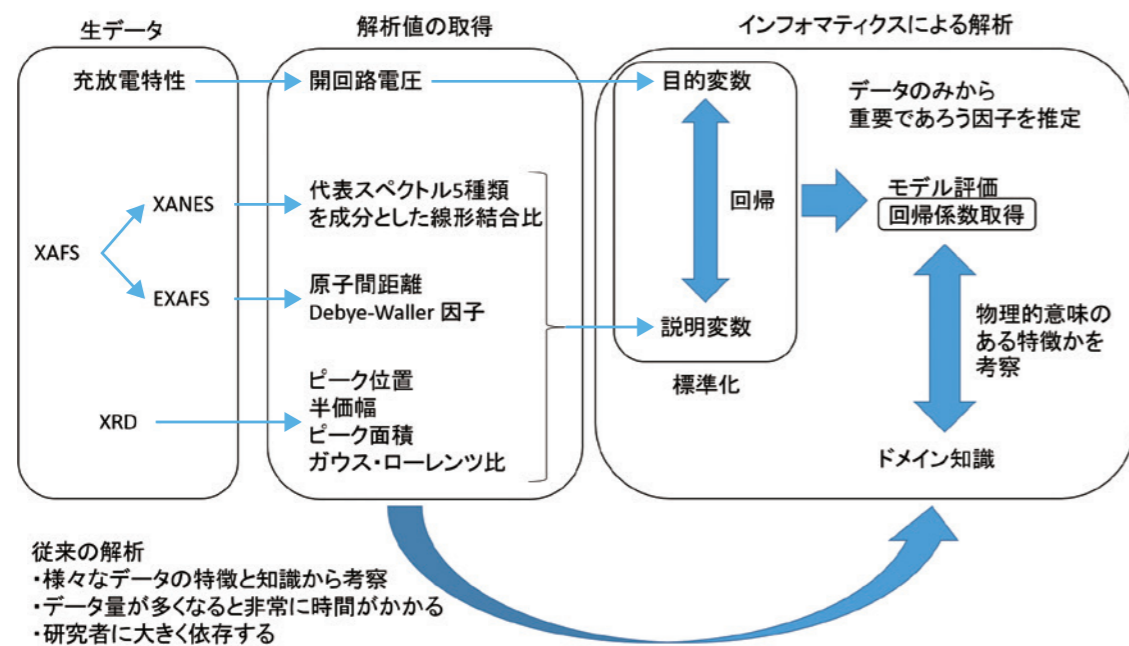 生データ
解析値の取得
インフォマティクスによる解析
充放電特性
開回路電圧
目的変数
データのみから
重要であろう因子を推定
XAFS
XANES
代表スペクトル5種類
を成分とした線形結合比
回帰
モデル評価
回帰係数取得
EXAFS
原子間距離
Debye-Waller 因子
説明変数
物理的意味の
ある特徴かを
考察
標準化
XRD
ピーク位置
半価幅
ピーク面積
ガウス・ローレンツ比
ドメイン知識
従来の解析
・様々なデータの特徴と知識から考察
・データ量が多くなると非常に時間がかかる
・研究者に大きく依存する